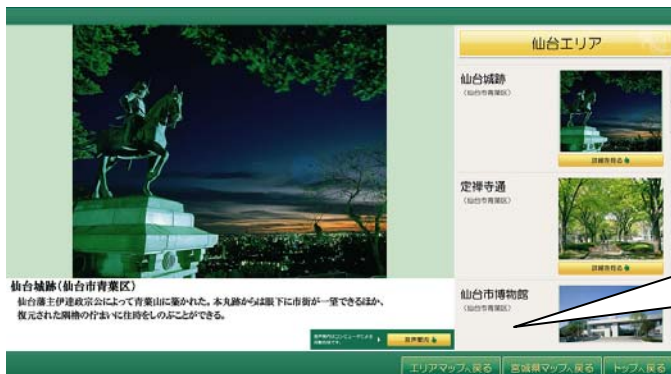 仙台エリア
仙台城跡
（仙台市青葉区）
詳細を見る
定禅寺通
（仙台市青葉区）
詳細を見る
仙台市博物館
（仙台市青葉区）
仙台城跡（仙台市青葉区）
仙台藩主伊達政宗公によって青葉山に築かれた。本丸跡からは眼下に市街が一望できるほか、
復元された隅櫓の佇まいに往時をしのぶことができる。
音声案内
エリアマップへ戻る
宮城県マップへ戻る
トップへ戻る